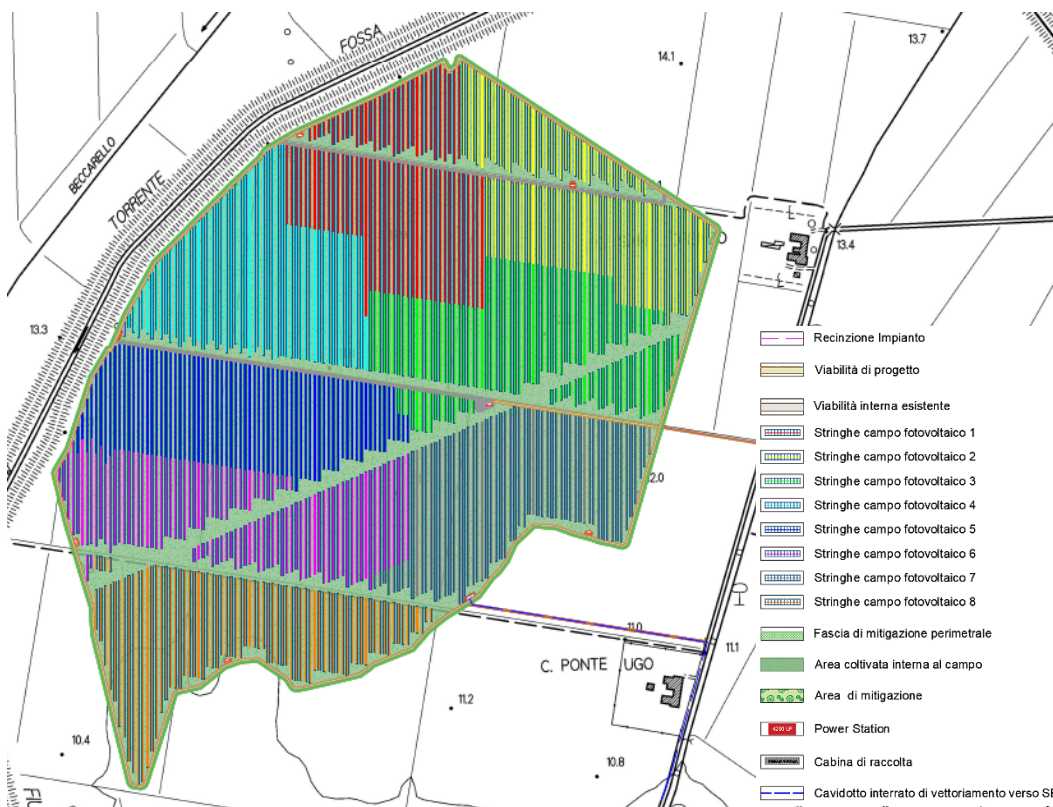 FOSSA
14.1
13.7
BECCARELLO
TORRENTE
13.4
13.3
Recinzione Impianto
Viabilità di progetto
Viabilità interna esistente
Stringhe campo fotovoltaico 1
Stringhe campo fotovoltaico 2
Stringhe campo fotovoltaico 3
Stringhe campo fotovoltaico 4
Stringhe campo fotovoltaico 5
Stringhe campo fotovoltaico 6
Stringhe campo fotovoltaico 7
Stringhe campo fotovoltaico 8
2.0
11.0
11.1
C. PONTE UGO
Fascia di mitigazione perimetrale
Area coltivata interna al campo
Area di mitigazione
11.2
Power Station
10.4
10.8
Cabina di raccolta
Cavidotto interrato di vettoriamento verso